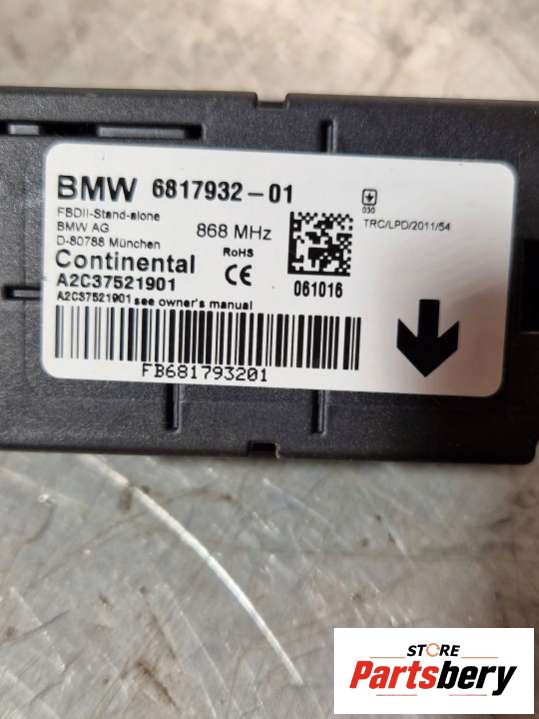 BMW 6817932-01
FBDII-Stand-alone
BMW AG
D-80788 München
868 MHz
RoHS
CE
Continental
A2C37521901
A2C37521901 see owner's manual
FB681793201
061016
030
TRC/LPD/2011/54
STORE
Partsbery